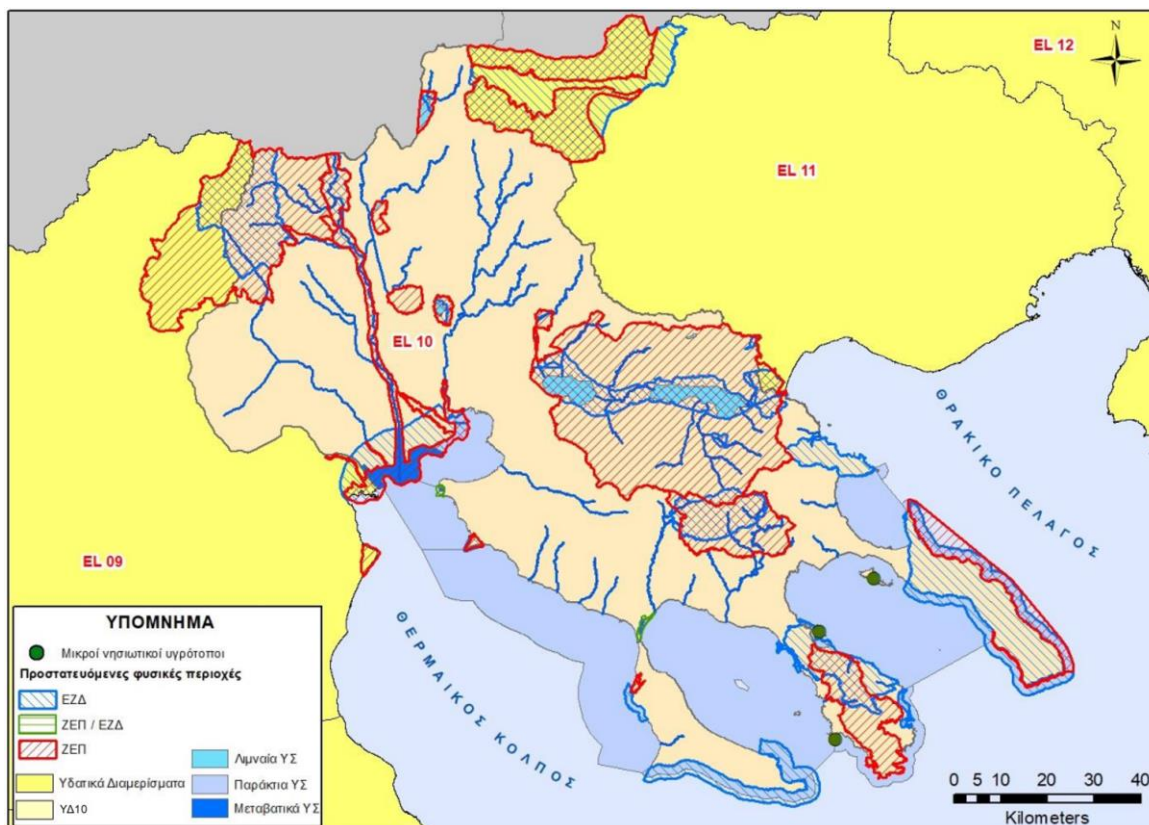 N
EL 12
EL 11
EL 10
EL 09
ΘΡΑΚΙΚΟ ΠΕΛΑΓΟΣ
ΘΕΡΜΑΙΚΟΣ ΚΟΛΠΟΣ
ΥΠΟΜΝΗΜΑ
Μικροί νησιωτικοί υγρότοποι
Προστατευόμενες φυσικές περιοχές
ΕΖΔ
ΖΕΠ / ΕΖΔ
ΖΕΠ
Υδατικά Διαμερίσματα
ΥΔ10
Λιμναία ΥΣ
Παράκτια ΥΣ
Μεταβατικά ΥΣ
0 5 10 20 30 40
Kilometers